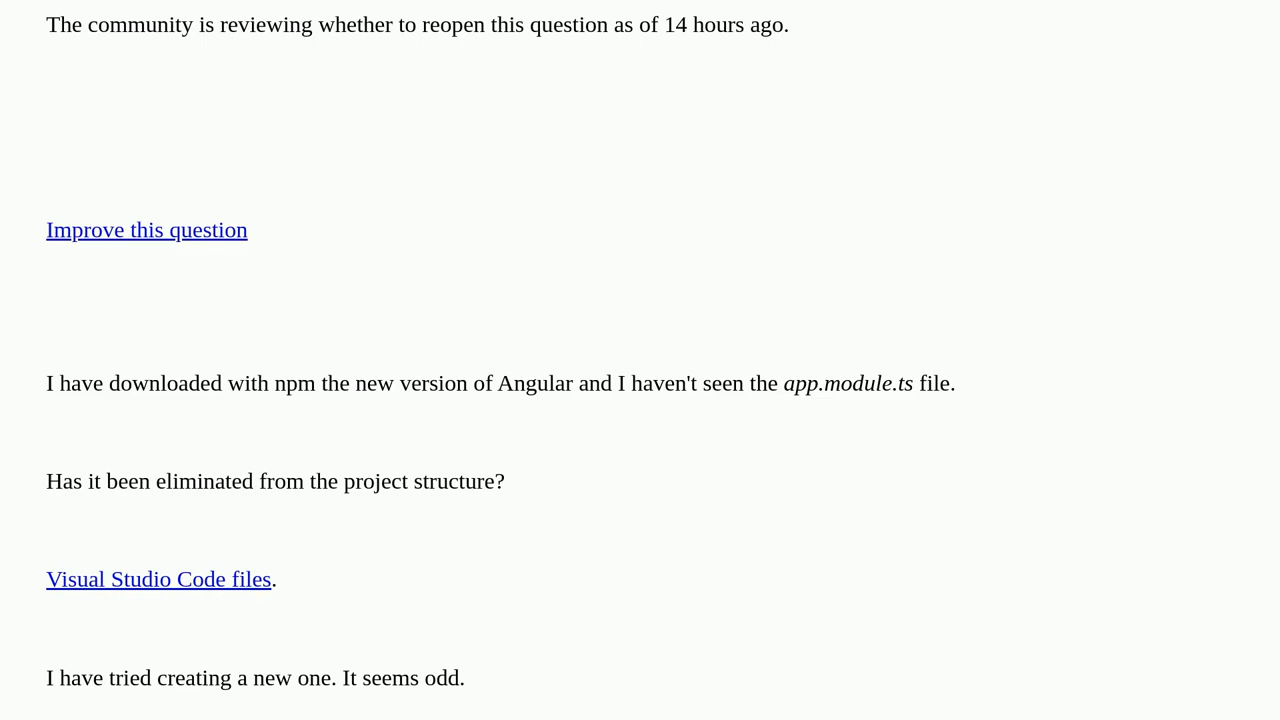 The community is reviewing whether to reopen this question as of 14 hours ago.
Improve this question
I have downloaded with npm the new version of Angular and I haven't seen the app.module.ts file.
Has it been eliminated from the project structure?
Visual Studio Code files.
I have tried creating a new one. It seems odd.